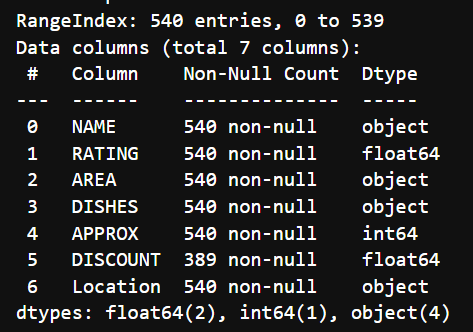 RangeIndex: 540 entries, 0 to 539
Data columns (total 7 columns):
 #   Column    Non-Null Count  Dtype
---  ------    --------------  -----
 0   NAME      540 non-null    object
 1   RATING    540 non-null    float64
 2   AREA      540 non-null    object
 3   DISHES    540 non-null    object
 4   APPROX    540 non-null    int64
 5   DISCOUNT  389 non-null    float64
 6   Location  540 non-null    object
dtypes: float64(2), int64(1), object(4)